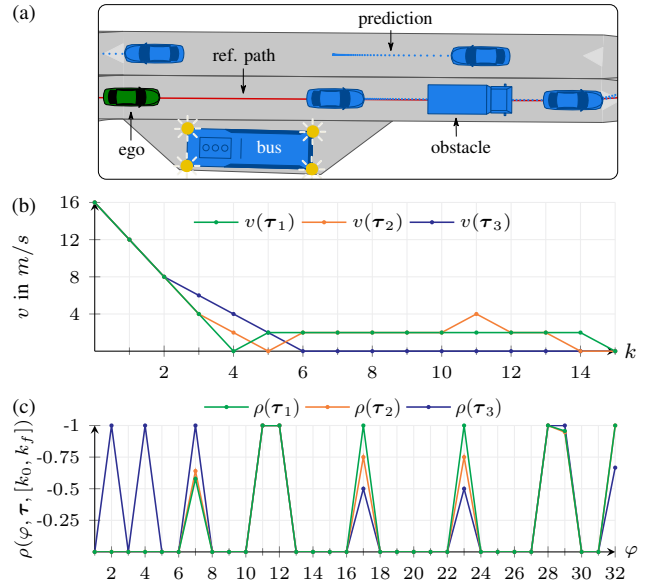 (a)
prediction
ref. path
ego
bus
obstacle
(b)
v(τ₁) v(τ₂) v(τ₃)
v in m/s
16
12
8
4
2 4 6 8 10 12 14
k
(c)
ρ(τ₁) ρ(τ₂) ρ(τ₃)
ρ(φ, τ, [k₀, k_f])
-1
-0.75
-0.5
-0.25
2 4 6 8 10 12 14 16 18 20 22 24 26 28 30 32
φ